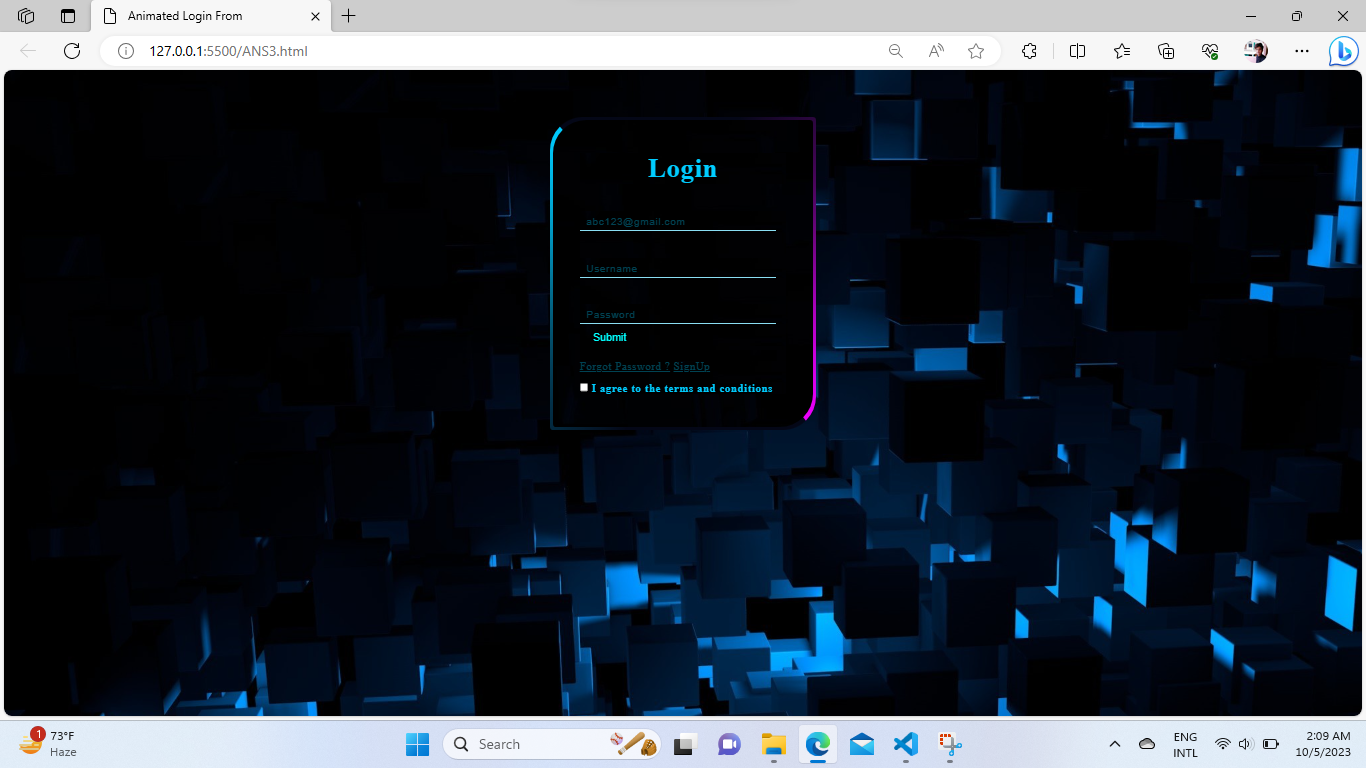 Animated Login From
127.0.0.1:5500/ANS3.html
Login
abc123@gmail.com
Username
Password
Submit
Forgot Password ? SignUp
I agree to the terms and conditions
1
73°F
Haze
Search
ENG
INTL
2:09 AM
10/5/2023